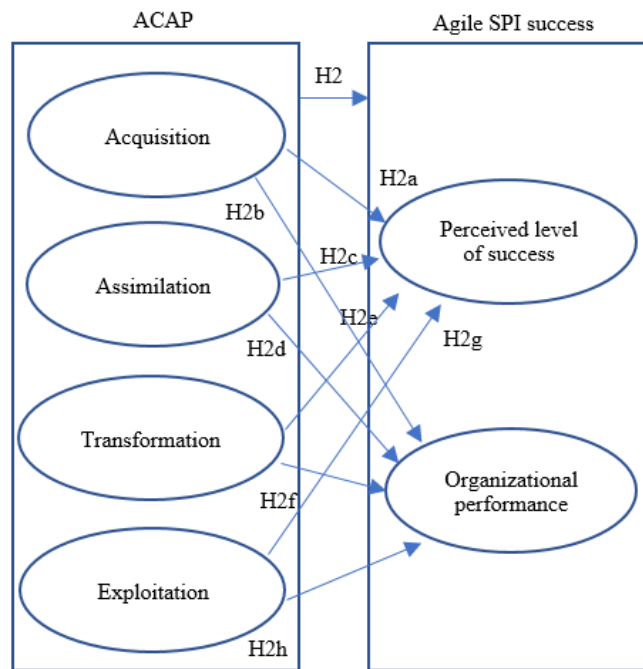 ACAP
Agile SPI success
H2
Acquisition
H2a
H2b
Perceived level
of success
H2c
Assimilation
H2e
H2d
H2g
Transformation
Organizational
performance
H2f
Exploitation
H2h